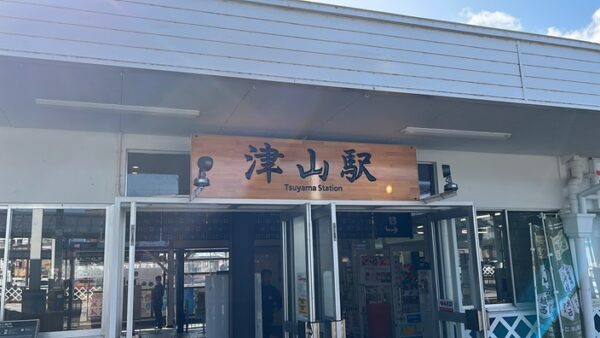 津山駅
Tsuyama Station